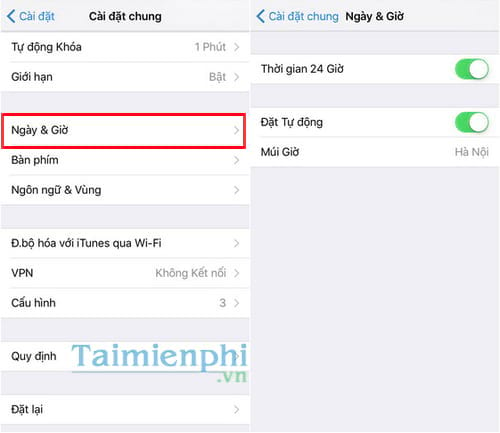 Cài đặt
Cài đặt chung
Tự động Khóa 1 Phút
Giới hạn Bật
Ngày & Giờ
Bàn phím
Ngôn ngữ & Vùng
Đ.bộ hóa với iTunes qua Wi-Fi
VPN Không Kết nối
Cấu hình 3
Quy định
Đặt lại
Taimienphi
.vn
Cài đặt chung Ngày & Giờ
Thời gian 24 Giờ
Đặt Tự động
Múi Giờ Hà Nội